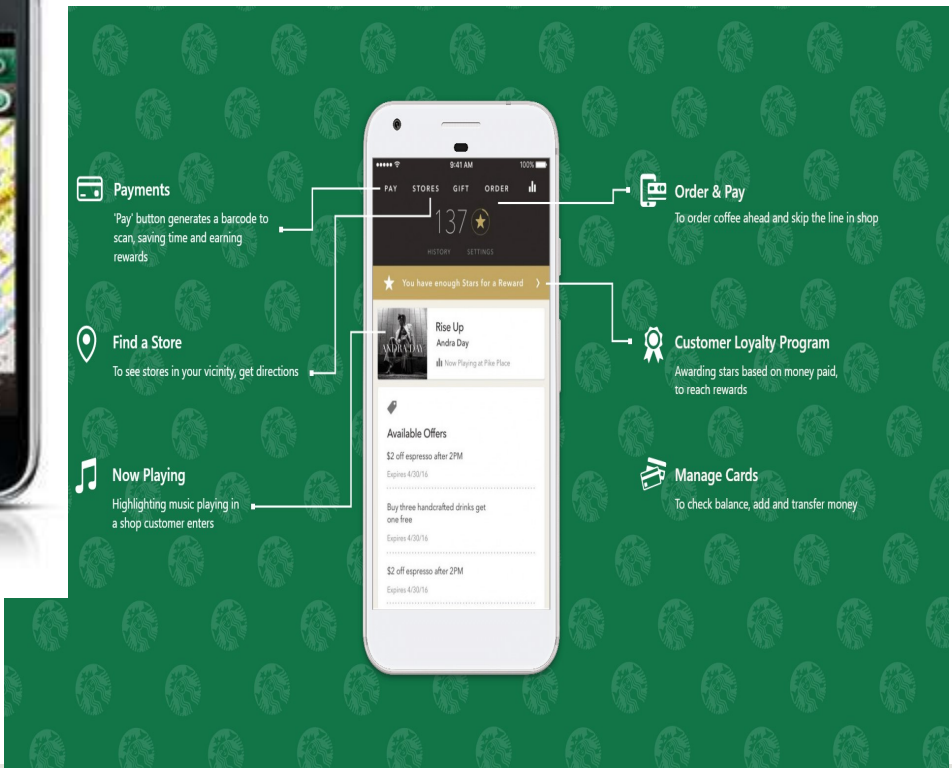 Payments
'Pay' button generates a barcode to
scan, saving time and earning
rewards
Find a Store
To see stores in your vicinity, get directions
Now Playing
Highlighting music playing in
a shop customer enters
9:41 AM 100%
PAY STORES GIFT ORDER
137
HISTORY SETTINGS
You have enough Stars for a Reward
ANDRA DAY
Rise Up
Andra Day
Now Playing at Pike Place
Available Offers
$2 off espresso after 2PM
Expires 4/30/16
Buy three handcrafted drinks get
one free
Expires 4/30/16
$2 off espresso after 2PM
Expires 4/30/16
Order & Pay
To order coffee ahead and skip the line in shop
Customer Loyalty Program
Awarding stars based on money paid,
to reach rewards
Manage Cards
To check balance, add and transfer money